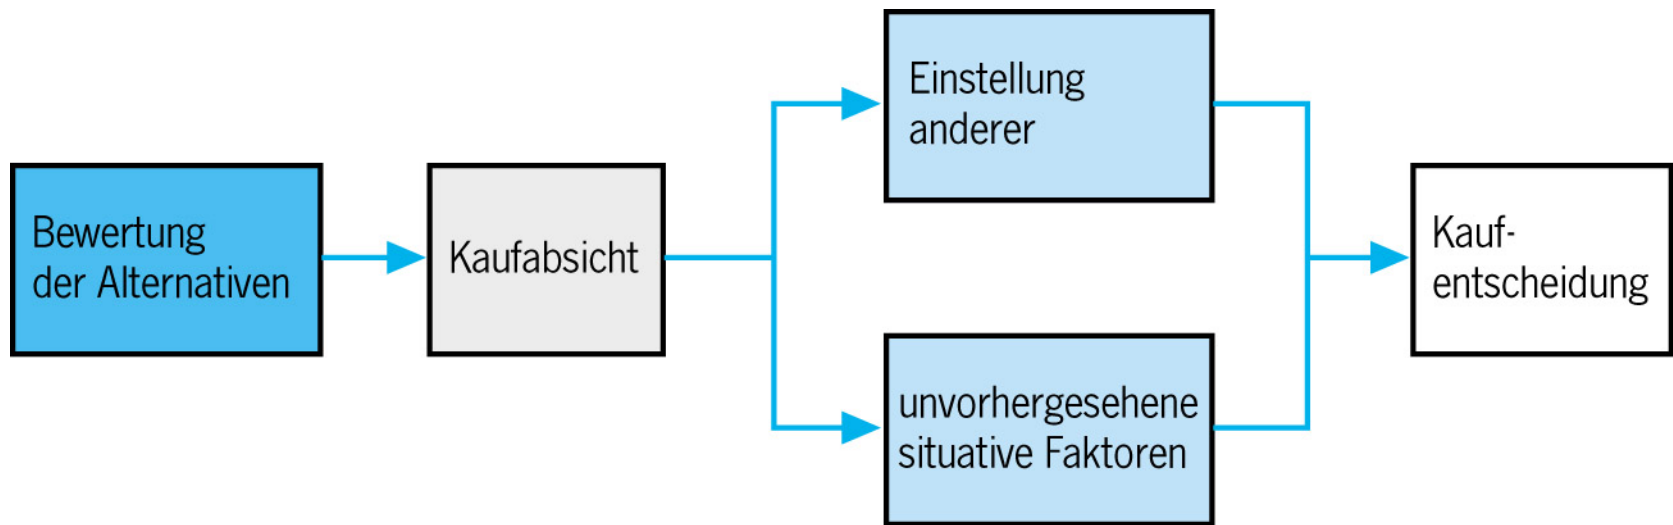 Bewertung
der Alternativen
Kaufabsicht
Einstellung
anderer
unvorhergesehene
situative Faktoren
Kauf-
entscheidung